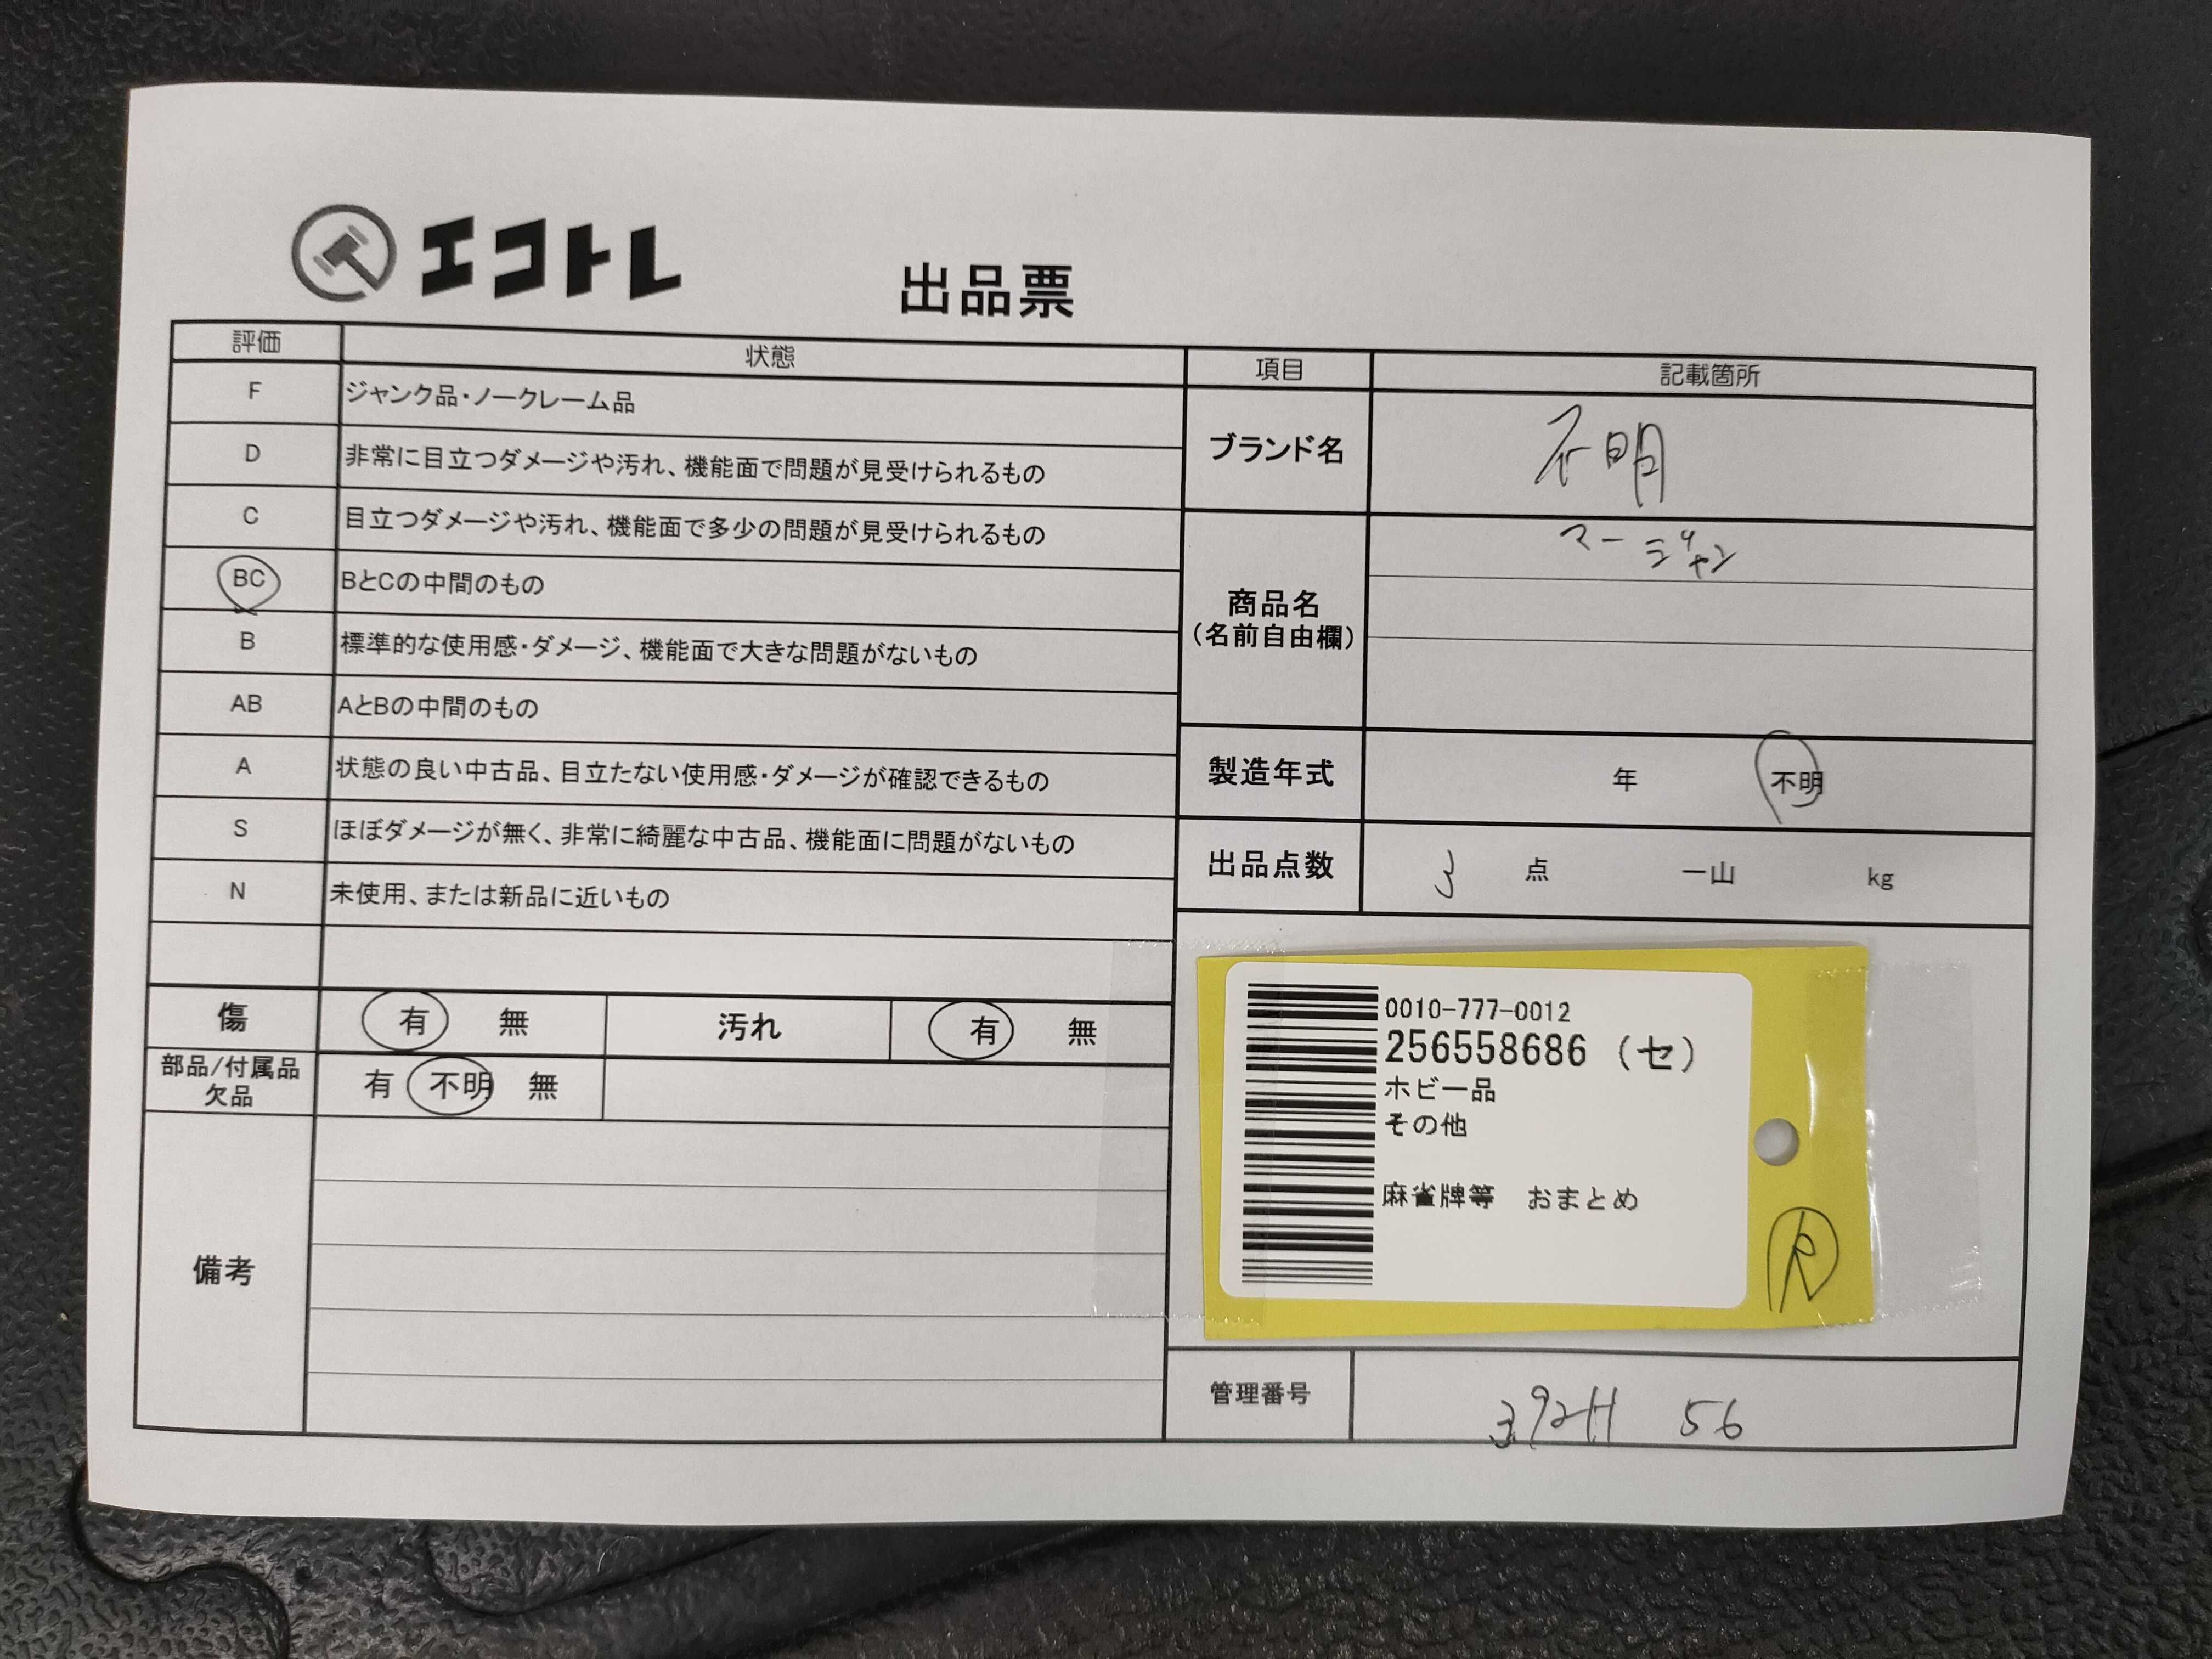 エコトレ
出品票
評価 状態
F ジャンク品・ノークレーム品
D 非常に目立つダメージや汚れ、機能面で問題が見受けられるもの
C 目立つダメージや汚れ、機能面で多少の問題が見受けられるもの
BC BとCの中間のもの
B 標準的な使用感・ダメージ、機能面で大きな問題がないもの
AB AとBの中間のもの
A 状態の良い中古品、目立たない使用感・ダメージが確認できるもの
S ほぼダメージが無く、非常に綺麗な中古品、機能面に問題がないもの
N 未使用、または新品に近いもの
傷 有 無 汚れ 有 無
部品/付属品
欠品 有 不明 無
備考
項目 記載箇所
ブランド名 不明
商品名
(名前自由欄)
マージャン
製造年式 年 不明
出品点数 3 点 一山 kg
0010-777-0012
256558686 (セ)
ホビー品
その他
麻雀牌等 おまとめ
R
管理番号 392H 56